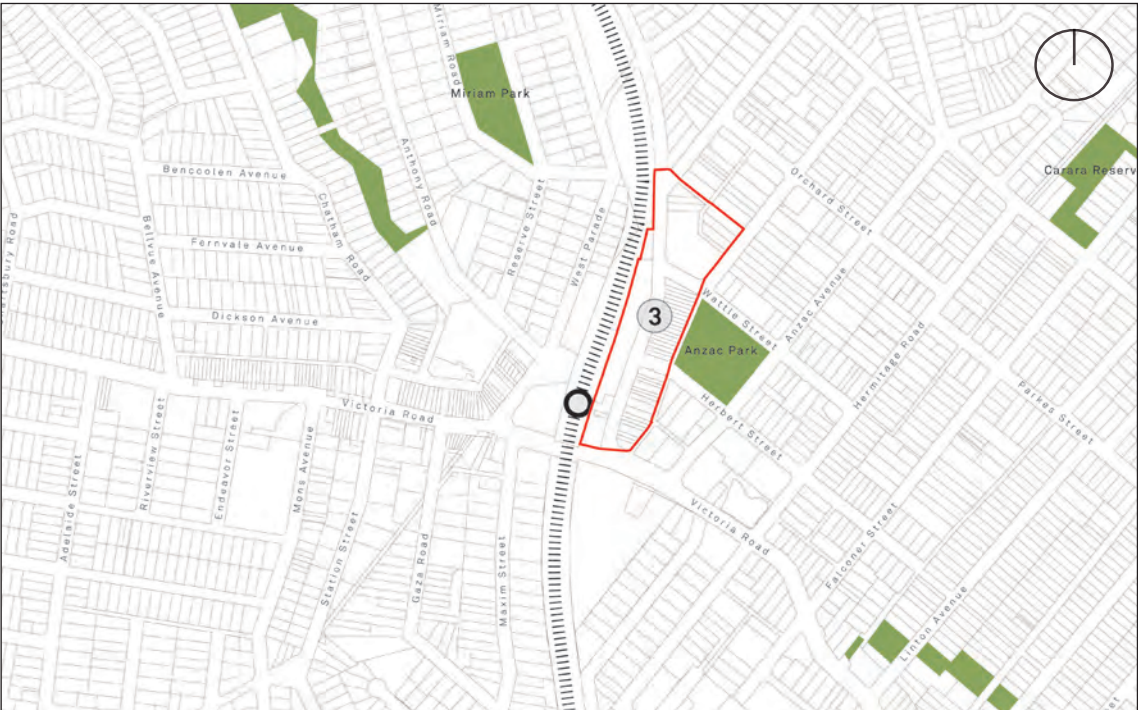 Miriam Road
Miriam Park
Carara Reserv
Bencoolen Avenue
Anthony Road
Orchard Street
Chatham Road
Reserve Street
West Parade
Fernvale Avenue
Bellvue Avenue
Dickson Avenue
3
Wattle Street
Anzac Avenue
Anzac Park
Hermitage Road
Parkes Street
Herbert Street
Victoria Road
Riverview Street
Endeavor Street
Mons Avenue
Adelaide Street
Station Street
Gaza Road
Maxim Street
Victoria Road
Falconer Street
Linton Avenue